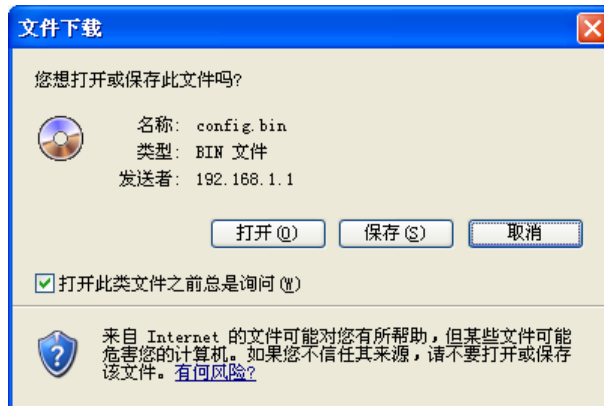 文件下载
您想打开或保存此文件吗?
名称: config.bin
类型: BIN 文件
发送者: 192.168.1.1
打开(O) 保存(S) 取消
打开此类文件之前总是询问(W)
来自 Internet 的文件可能对您有所帮助，但某些文件可能
危害您的计算机。如果您不信任其来源，请不要打开或保存
该文件。有何风险?